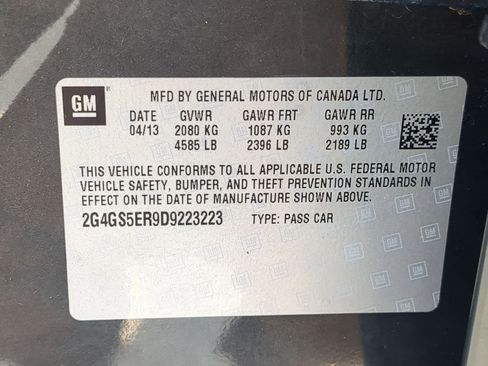 GM
MFD BY GENERAL MOTORS OF CANADA LTD.
DATE GVWR GAWR FRT GAWR RR
04/13 2080 KG 1087 KG 993 KG
4585 LB 2396 LB 2189 LB
THIS VEHICLE CONFORMS TO ALL APPLICABLE U.S. FEDERAL MOTOR
VEHICLE SAFETY, BUMPER, AND THEFT PREVENTION STANDARDS IN
EFFECT ON THE DATE OF MANUFACTURE SHOWN ABOVE.
2G4GS5ER9D9223223 TYPE: PASS CAR